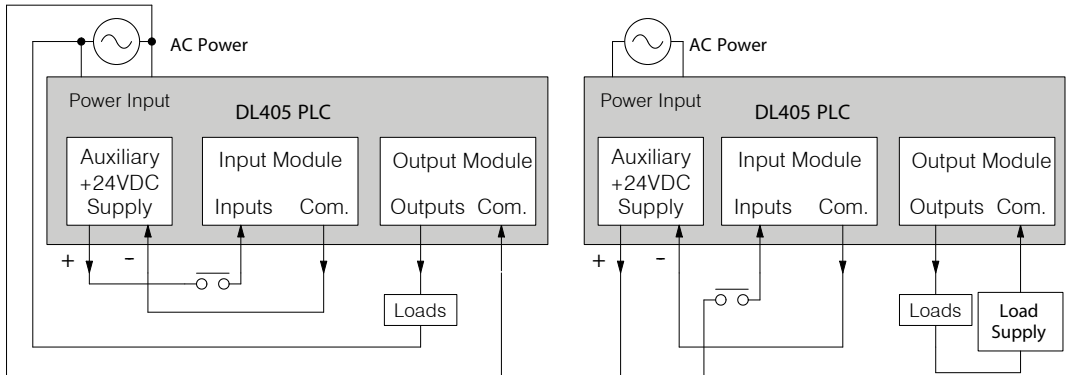 AC Power
Power Input
DL405 PLC
Auxiliary
+24VDC
Supply
Input Module
Inputs Com.
Output Module
Outputs Com.
+ -
Loads
AC Power
Power Input
DL405 PLC
Auxiliary
+24VDC
Supply
Input Module
Inputs Com.
Output Module
Outputs Com.
+ -
Loads
Load
Supply